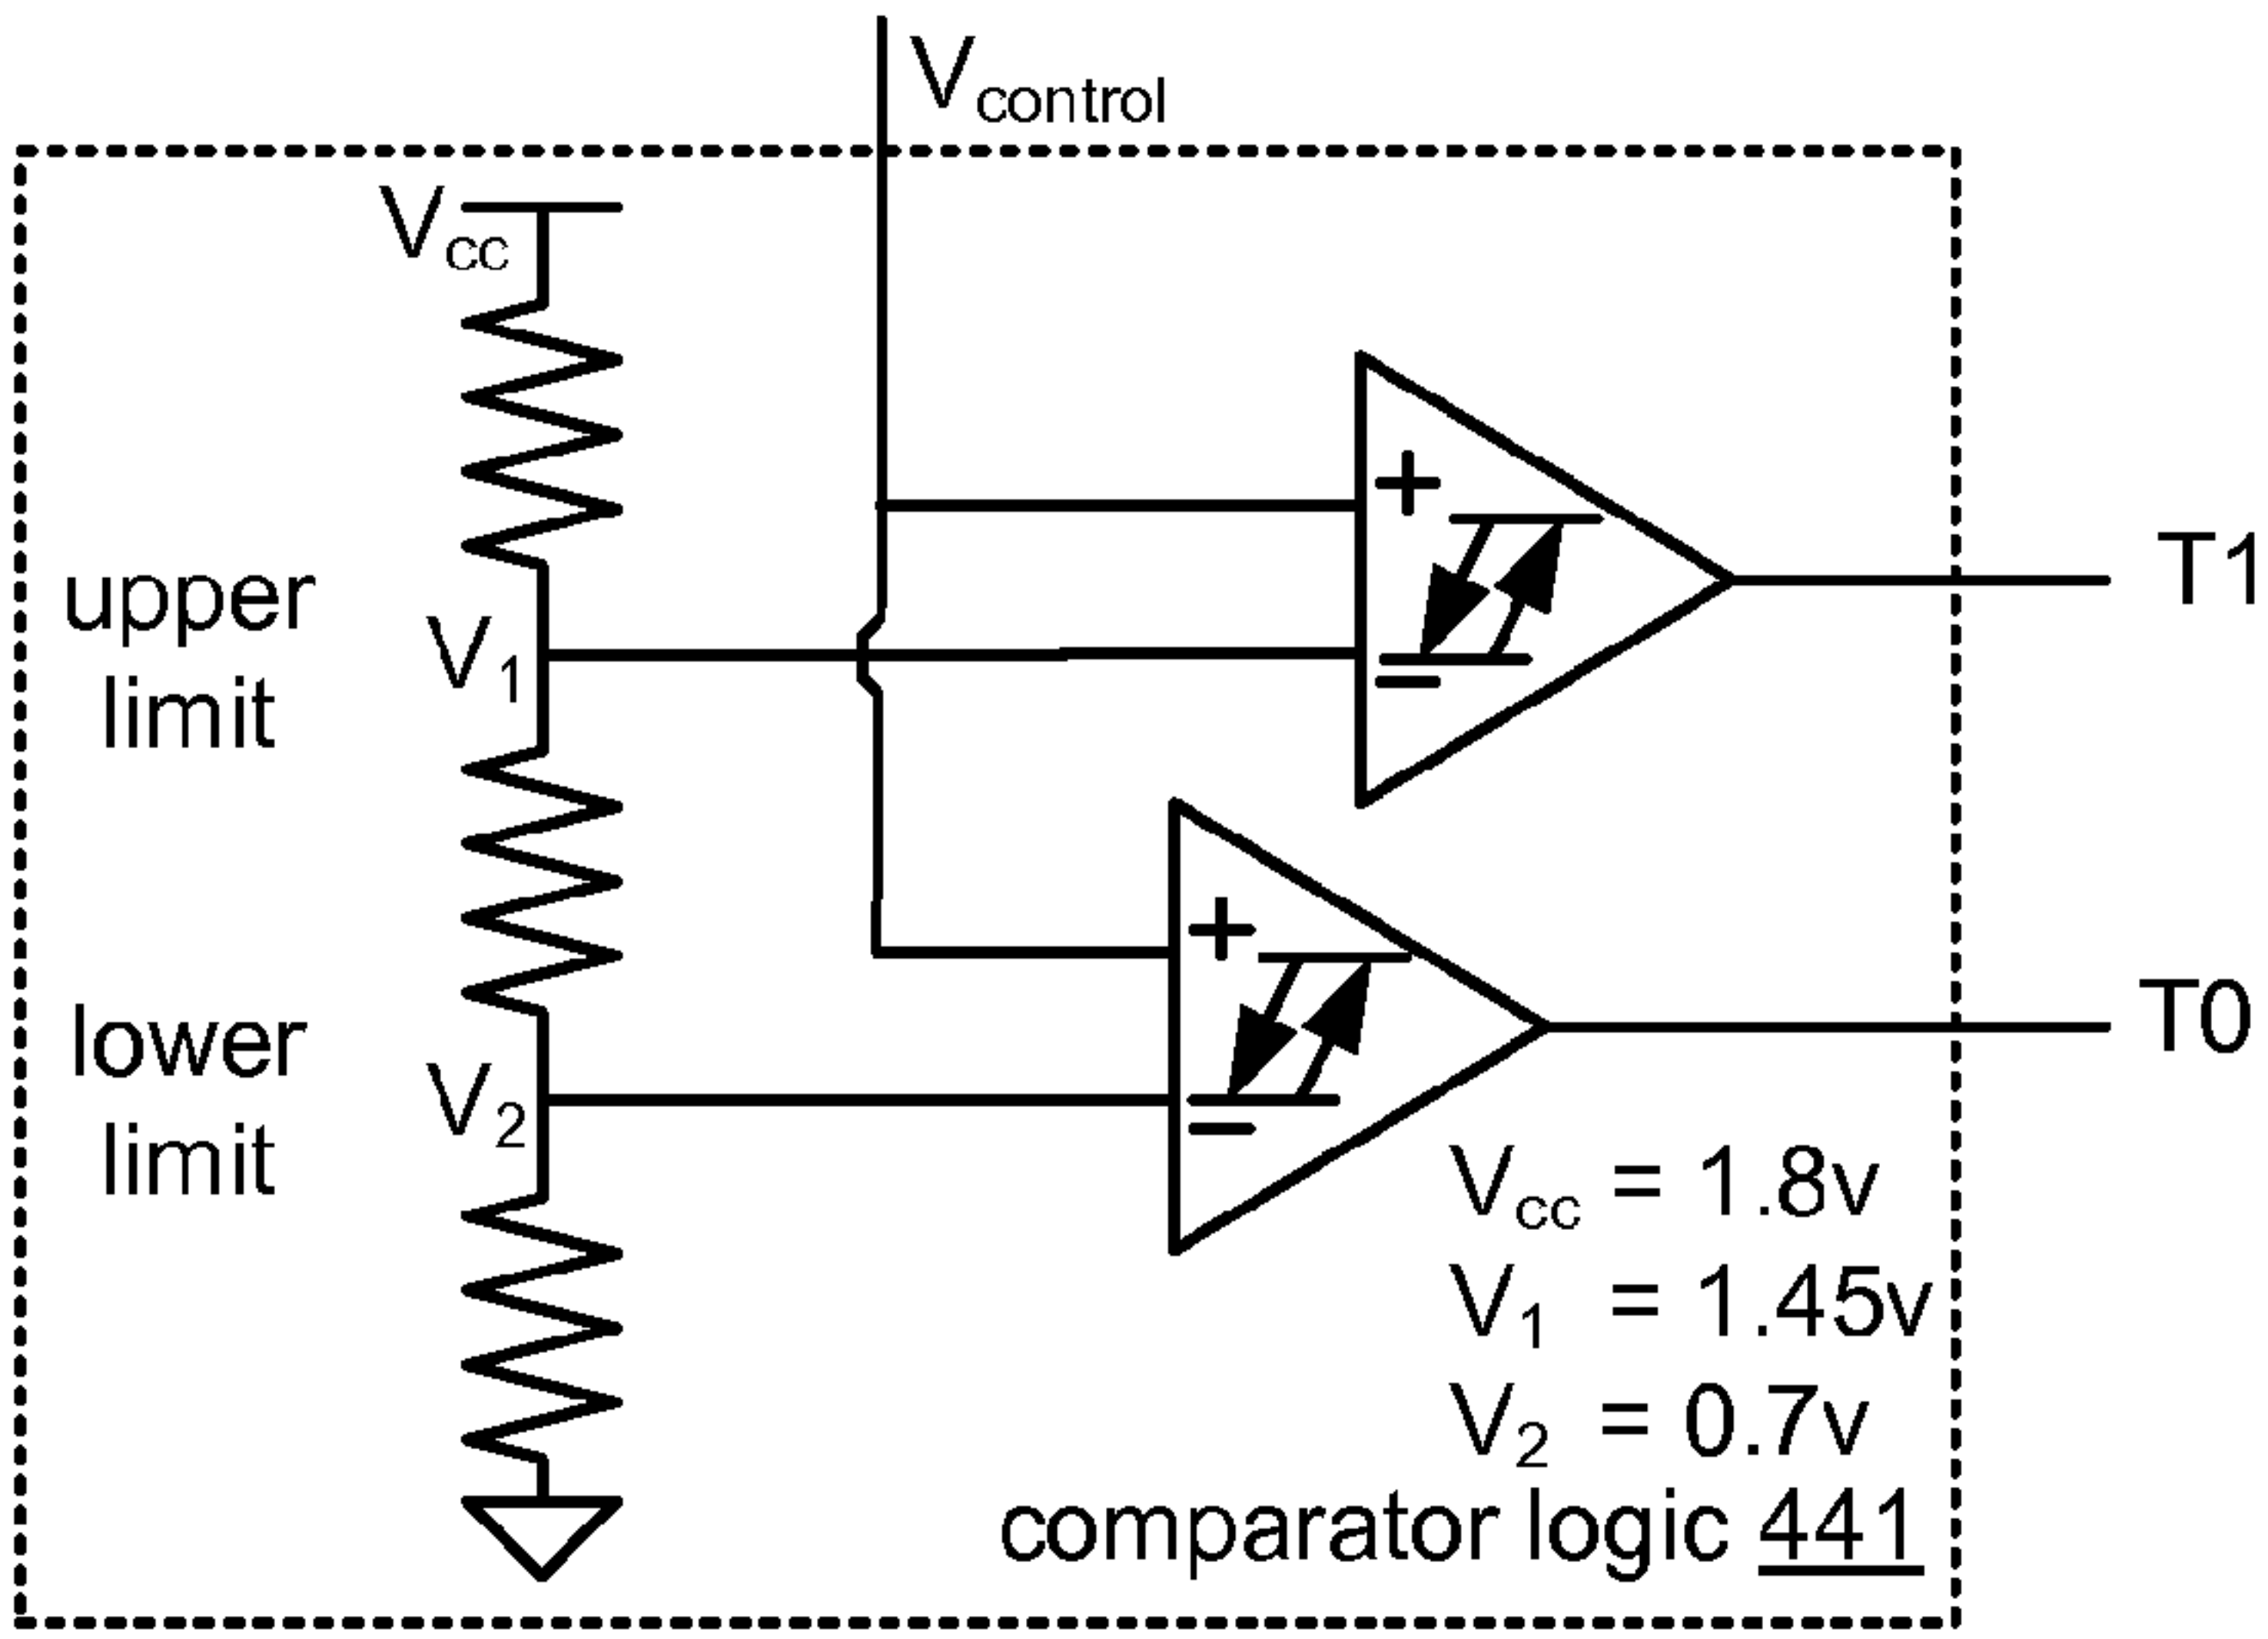 Vcontrol
Vcc
upper
limit
V1
+
=
T1
lower
limit
V2
+
=
T0
Vcc = 1.8v
V1 = 1.45v
V2 = 0.7v
comparator logic 441